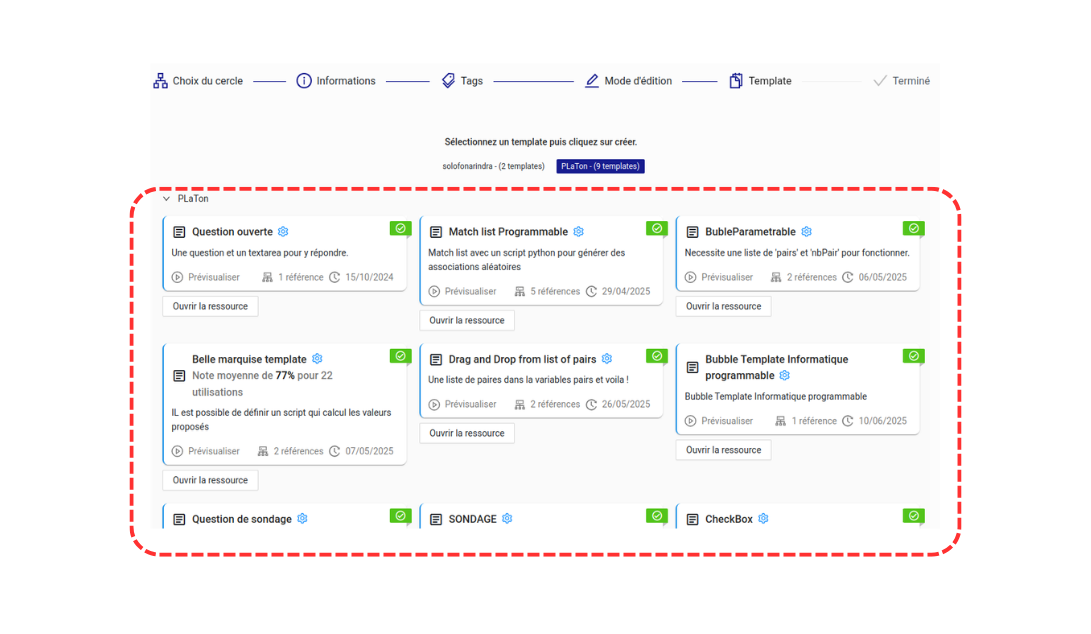 Choix du cercle Informations Tags Mode d'édition Template Terminé
Sélectionnez un template puis cliquez sur créer.
solofonarindra - (2 templates) PLaTon - (9 templates)
PLaTon
Question ouverte
Une question et un textarea pour y répondre.
Prévisualiser 1 référence 15/10/2024
Ouvrir la ressource
Match list Programmable
Match list avec un script python pour générer des
associations aléatoires
Prévisualiser 5 références 29/04/2025
Ouvrir la ressource
BubleParametrable
Necessite une liste de 'pairs' et 'nbPair' pour fonctionner.
Prévisualiser 2 références 06/05/2025
Ouvrir la ressource
Belle marquise template
Note moyenne de 77% pour 22
utilisations
IL est possible de définir un script qui calcul les valeurs
proposés
Prévisualiser 2 références 07/05/2025
Ouvrir la ressource
Drag and Drop from list of pairs
Une liste de paires dans la variables pairs et voila !
Prévisualiser 2 références 26/05/2025
Ouvrir la ressource
Bubble Template Informatique
programmable
Bubble Template Informatique programmable
Prévisualiser 1 référence 10/06/2025
Ouvrir la ressource
Question de sondage
SONDAGE
CheckBox